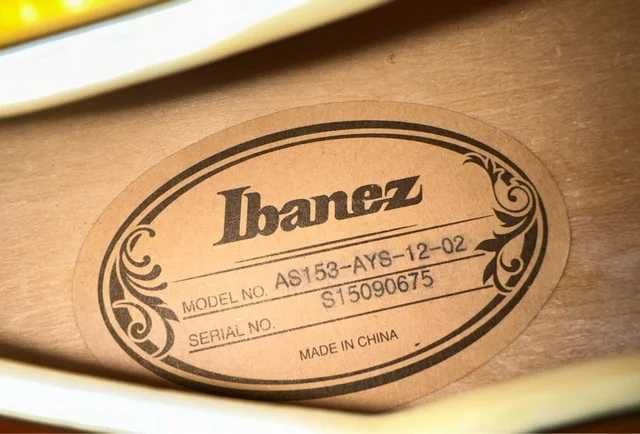 Ibanez
MODEL NO. AS153-AYS-12-02
SERIAL NO. S15090675
MADE IN CHINA